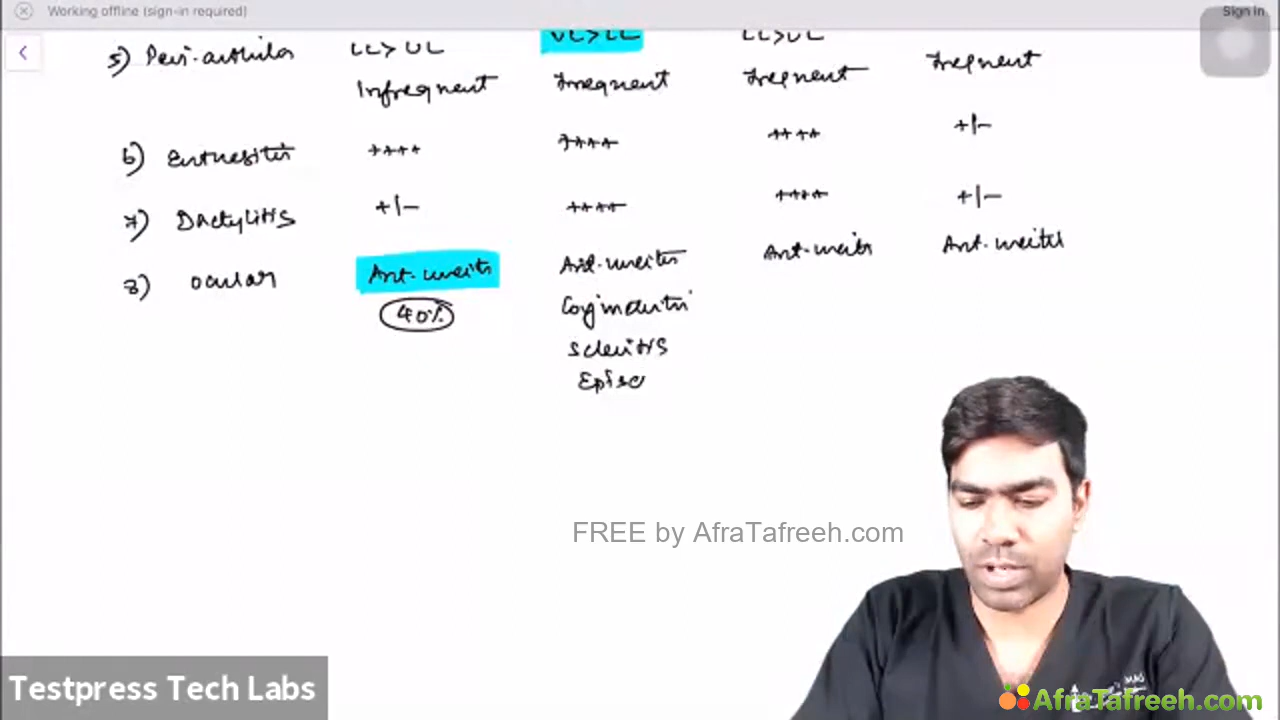 Working offline (sign-in required)
Sign in
5) Peri-arthular LL > UL UL > LL LL > UL
Infrequent Frequent Frequent Frequent
6) Enthesitis ++++ ++++ ++++ +/-
7) DActylitis +/- ++++ ++++ +/-
8) ocular Ant-uveitis Ant-uveitis Ant-uveitis Ant-uveitis
40%
Conjunctivitis
Scleritis
Episc
FREE by AfraTafreeh.com
Testpress Tech Labs
AfraTafreeh.com